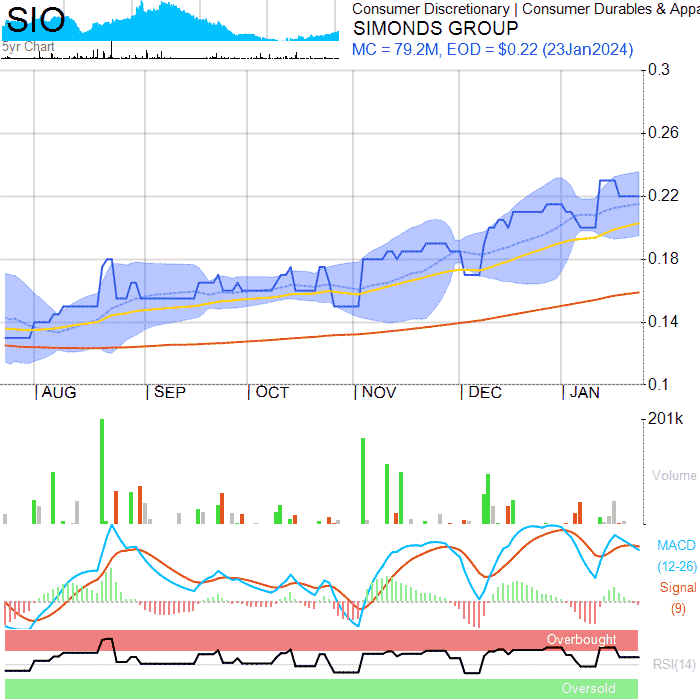 SIO
5yr Chart
Consumer Discretionary | Consumer Durables & Appa
SIMONDS GROUP
MC = 79.2M, EOD = $0.22 (23Jan2024)
0.3
0.26
0.22
0.18
0.14
0.1
AUG SEP OCT NOV DEC JAN
201k
Volume
MACD
(12-26)
Signal
(9)
Overbought
RSI(14)
Oversold